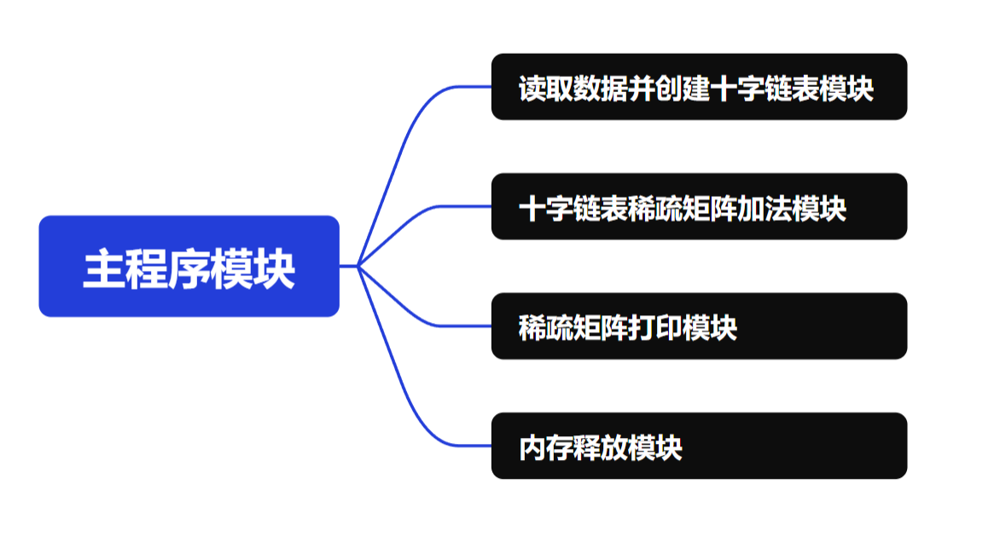 读取数据并创建十字链表模块
十字链表稀疏矩阵加法模块
主程序模块
稀疏矩阵打印模块
内存释放模块